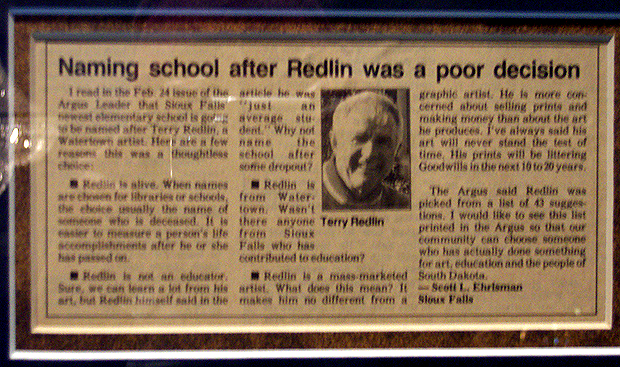 Naming school after Redlin was a poor decision
I read in the Feb. 24 issue of the
Argus Leader that Sioux Falls
newest elementary school is going
to be named after Terry Redlin, a
Watertown artist. Here are a few
reasons this was a thoughtless
choice:
■ Redlin is alive. When names
are chosen for libraries or schools,
the choice usually the name of
someone who is deceased. It is
easier to measure a person's life
accomplishments after he or she
has passed on.
■ Redlin is not an educator.
Sure, we can learn a lot from his
art, but Redlin himself said in the
article he was
"just an
average stu-
dent." Why not
name the
school after
some dropout?
■ Redlin is
from Water-
town. Wasn't
there anyone
from Sioux
Falls who has
contributed to education?
■ Redlin is a mass-marketed
artist. What does this mean? It
makes him no different from a
Terry Redlin
graphic artist. He is more con-
cerned about selling prints and
making money than about the art
he produces. I've always said his
art will never stand the test of
time. His prints will be littering
Goodwills in the next 10 to 20 years.
The Argus said Redlin was
picked from a list of 43 sugges-
tions. I would like to see this list
printed in the Argus so that our
community can choose someone
who has actually done something
for art, education and the people of
South Dakota.
— Scott L. Ehrisman
Sioux Falls